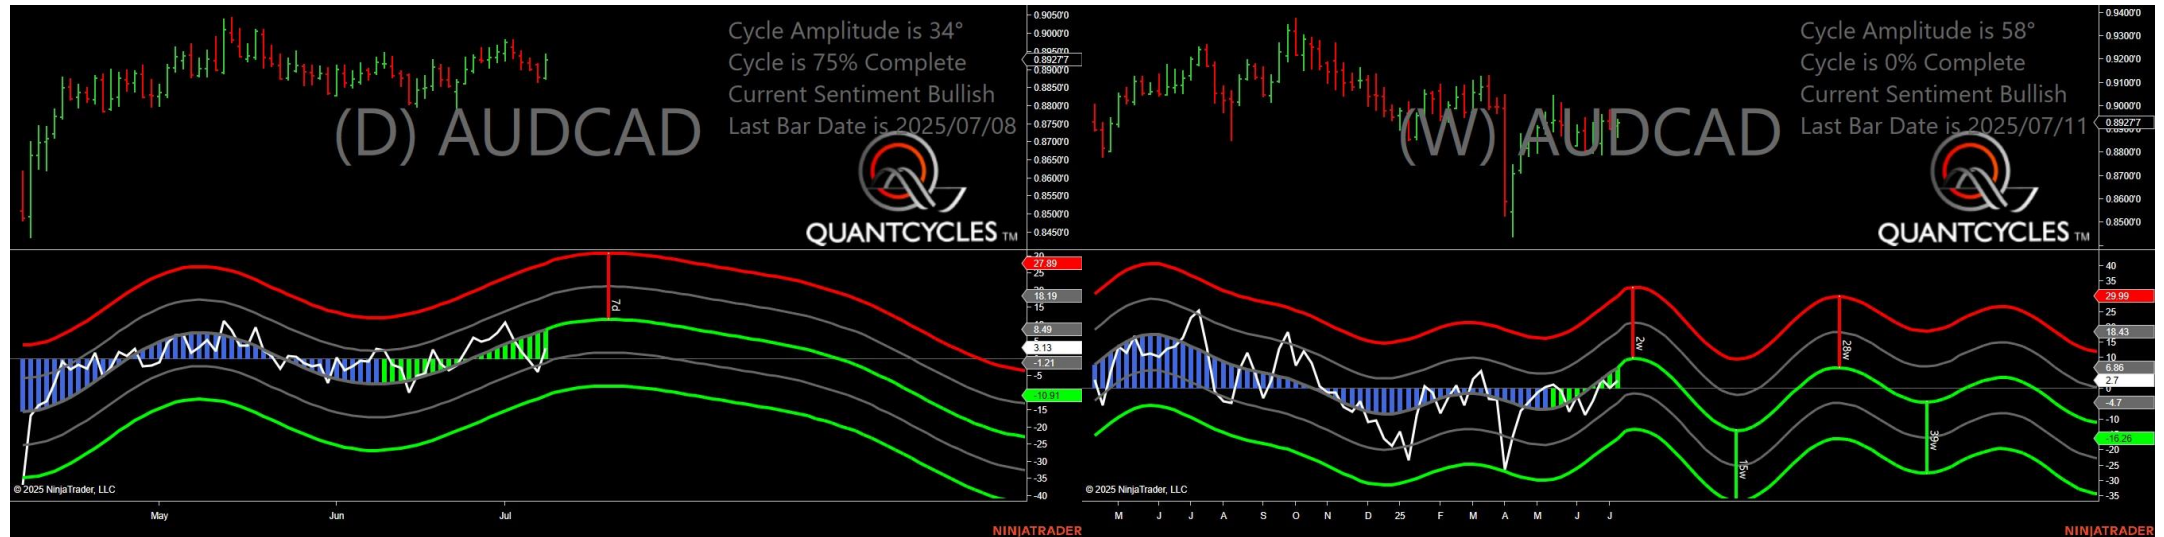 Cycle Amplitude is 34°
Cycle is 75% Complete
Current Sentiment Bullish
Last Bar Date is 2025/07/08
(D) AUDCAD
QUANTCYCLES TM
0.9050'0
0.9000'0
0.8950'0
0.8927'7
0.8900'0
0.8850'0
0.8800'0
0.8750'0
0.8700'0
0.8650'0
0.8600'0
0.8550'0
0.8500'0
0.8450'0
7d
30
27.89
25
18.19
15
8.49
3.13
-1.21
-5
-10.91
-15
-20
-25
-30
-35
-40
© 2025 NinjaTrader, LLC
May
Jun
Jul
NINJATRADER
Cycle Amplitude is 58°
Cycle is 0% Complete
Current Sentiment Bullish
Last Bar Date is 2025/07/11
(W) AUDCAD
QUANTCYCLES TM
0.9400'0
0.9300'0
0.9200'0
0.9100'0
0.9000'0
0.8927'7
0.8800'0
0.8700'0
0.8600'0
0.8500'0
2w
15w
28w
39w
40
35
29.99
25
18.43
15
10
6.86
2.7
-4.7
-10
-16.26
-20
-25
-30
-35
© 2025 NinjaTrader, LLC
M
J
J
A
S
O
N
D
25
F
M
A
M
J
J
NINJATRADER